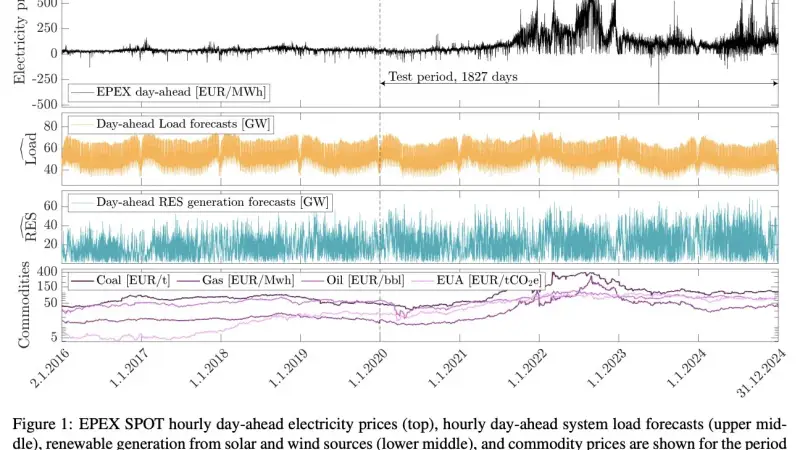 500
Electricity
250
0
Test period, 1827 days
-250
EPEX day-ahead [EUR/MWh]
-500
Day-ahead Load forecasts [GW]
80
Load
60
40
Day-ahead RES generation forecasts [GW]
60
RES
40
20
Commodities
400
Coal [EUR/t] Gas [EUR/Mwh] Oil [EUR/bbl] EUA [EUR/tCO₂e]
150
50
5
2.1.2016 1.1.2017 1.1.2018 1.1.2019 1.1.2020 1.1.2021 1.1.2022 1.1.2023 1.1.2024 31.12.2024
Figure 1: EPEX SPOT hourly day-ahead electricity prices (top), hourly day-ahead system load forecasts (upper mid-
dle), renewable generation from solar and wind sources (lower middle), and commodity prices are shown for the period